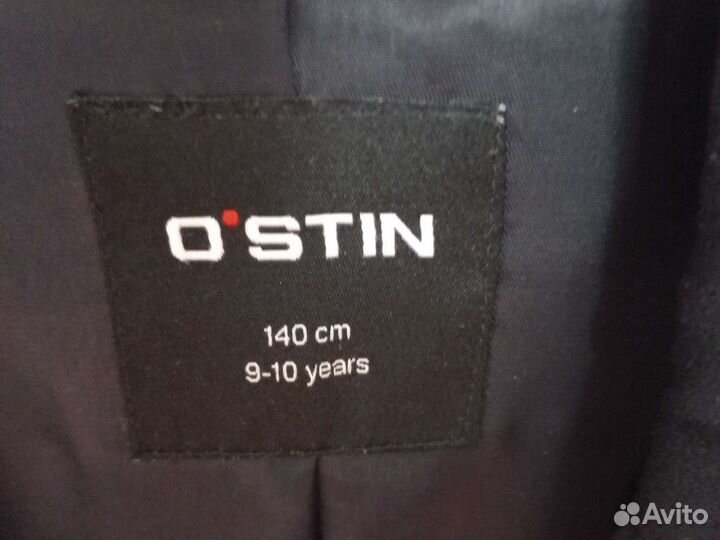 O'STIN
140 cm
9-10 years
Avito